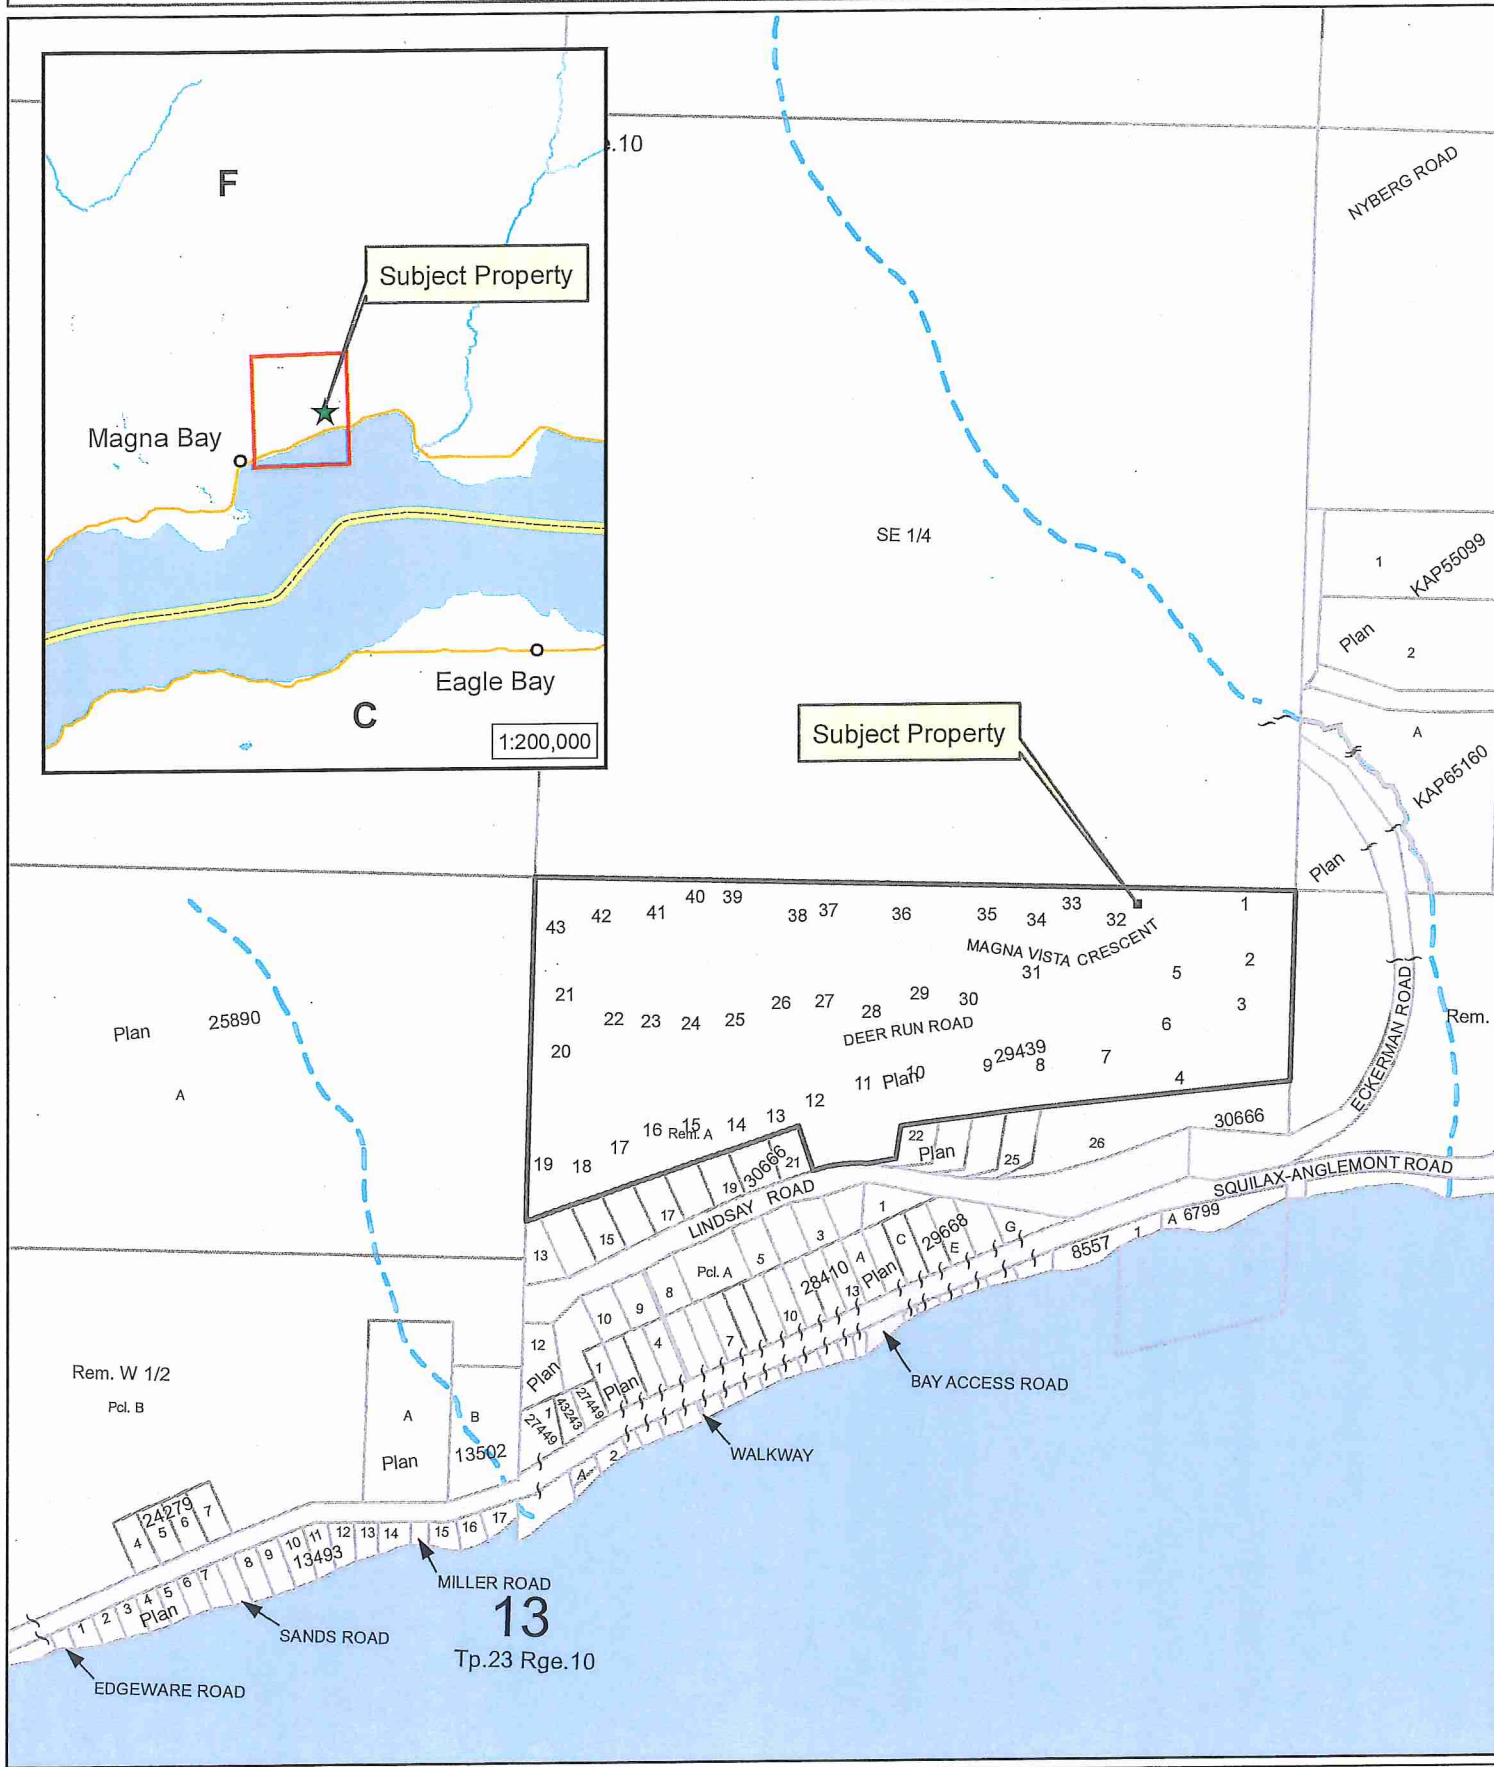 F
Subject Property
Magna Bay
Eagle Bay
C
1:200,000
.10
NYBERG ROAD
SE 1/4
1
KAP55099
Plan
2
A
KAP65160
Plan
Subject Property
40 39
33
1
43 42 41 38 37 36 35 34 32
MAGNA VISTA CRESCENT
31
5
2
21
26 27 28 29 30
3
22 23 24 25
DEER RUN ROAD
6
20
29439
9 8 7
11 Plan 10
4
12
13
14
15
16 Rem. A
17
18
19
Plan 25890
A
ECKERMAN ROAD
Rem.
30666
22
Plan
25
26
21
30666
19
17
15
13
LINDSAY ROAD
SQUILAX-ANGLEMONT ROAD
A 6799
1
8557
1
3
5
Pcl. A
8
9
10
12
Plan
A
C
29668
E
G
28410
Plan
13
10
7
4
1
Plan
27449
43243
1
27449
BAY ACCESS ROAD
WALKWAY
2
A
Rem. W 1/2
Pcl. B
A
Plan
B
13502
24279
4 5 6 7
1 2 3 4 5 6 7 8 9 10 11 12 13 14 15 16 17
13493
Plan
MILLER ROAD
SANDS ROAD
EDGEWARE ROAD
13
Tp.23 Rge.10